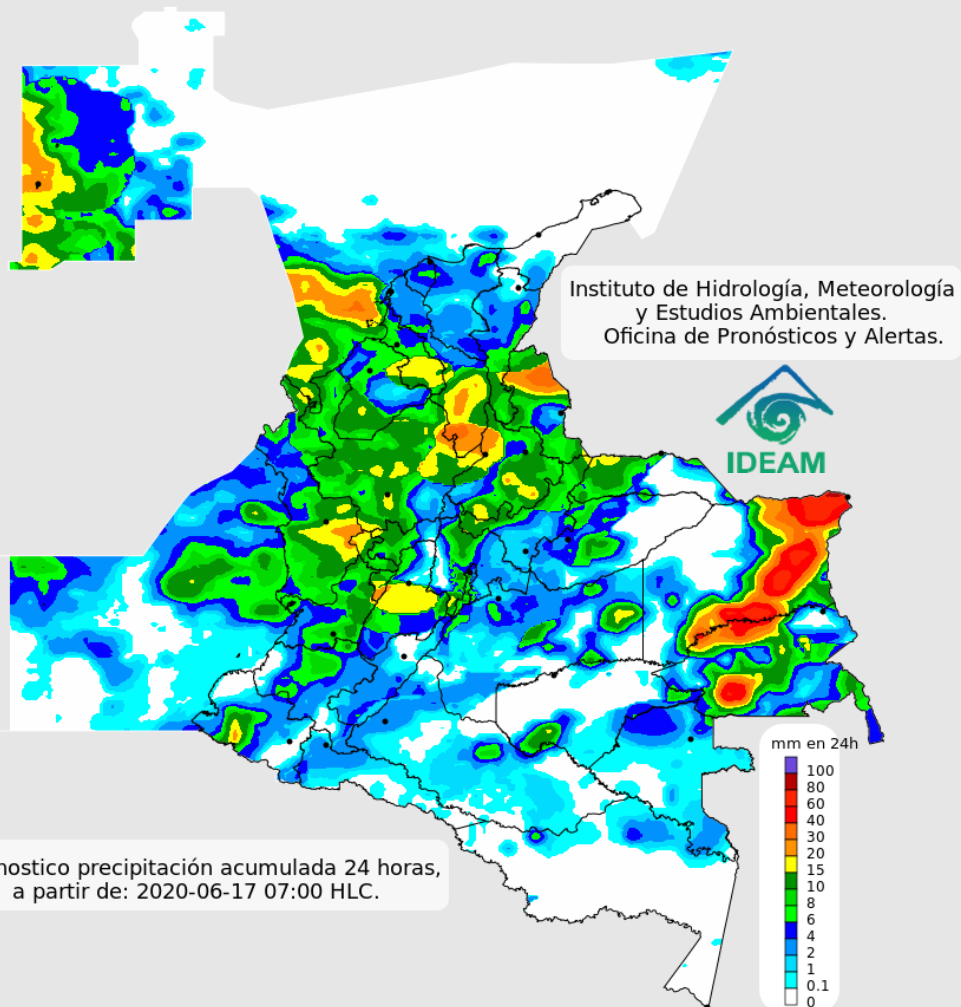 Instituto de Hidrología, Meteorología
y Estudios Ambientales.
Oficina de Pronósticos y Alertas.
IDEAM
mm en 24h
100
80
60
40
30
20
15
10
8
6
4
2
1
0.1
0
nostico precipitación acumulada 24 horas,
a partir de: 2020-06-17 07:00 HLC.